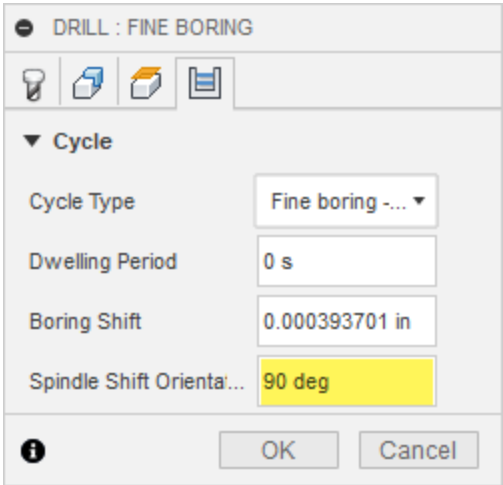 DRILL : FINE BORING
Cycle
Cycle Type Fine boring -...
Dwelling Period 0 s
Boring Shift 0.000393701 in
Spindle Shift Orientat... 90 deg
OK Cancel